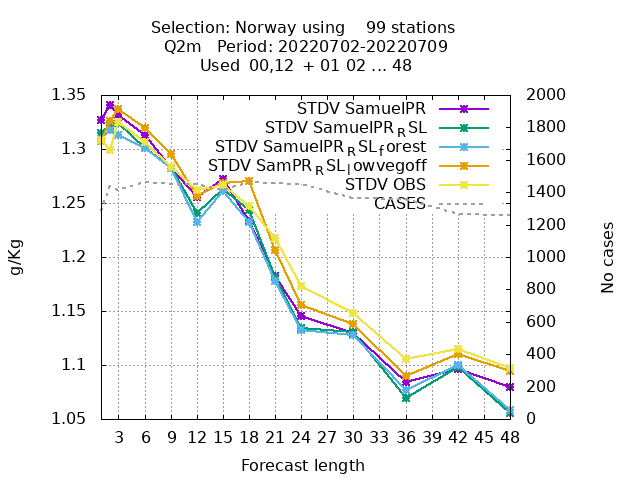 Selection: Norway using 99 stations
Q2m Period: 20220702-20220709
Used 00,12 + 01 02 ... 48
STDV SamuelPR
STDV SamuelPR_RSL
STDV SamuelPR_RSL_forest
STDV SamPR_RSL_lowvegoff
STDV OBS
CASES
g/Kg
1.35
1.3
1.25
1.2
1.15
1.1
1.05
2000
1800
1600
1400
1200
1000
800
600
400
200
0
No cases
3 6 9 12 15 18 21 24 27 30 33 36 39 42 45 48
Forecast length